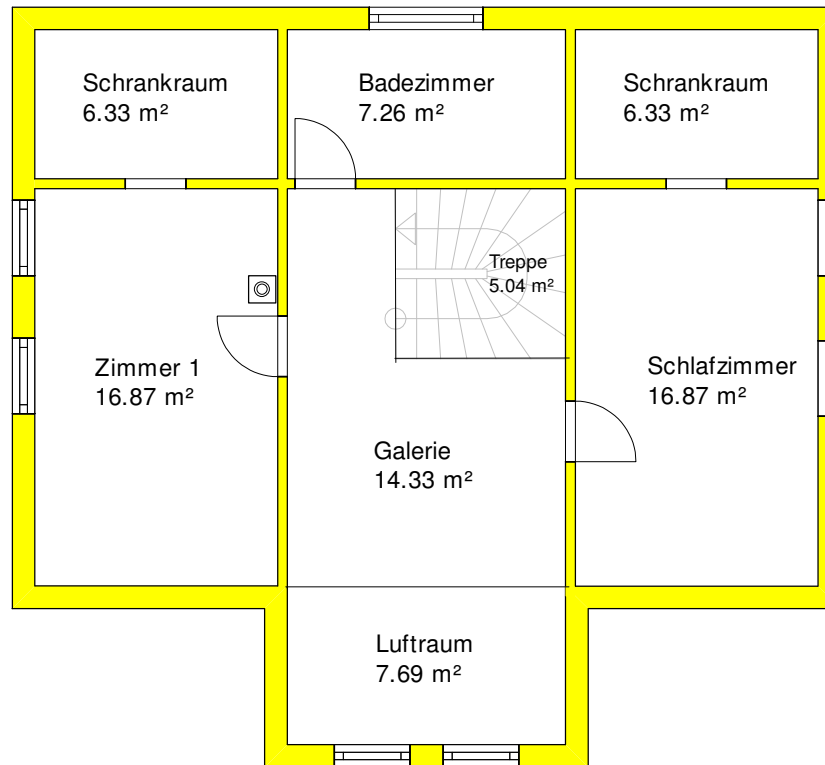 Schrankraum
6.33 m²
Badezimmer
7.26 m²
Schrankraum
6.33 m²
Treppe
5.04 m²
Zimmer 1
16.87 m²
Schlafzimmer
16.87 m²
Galerie
14.33 m²
Luftraum
7.69 m²